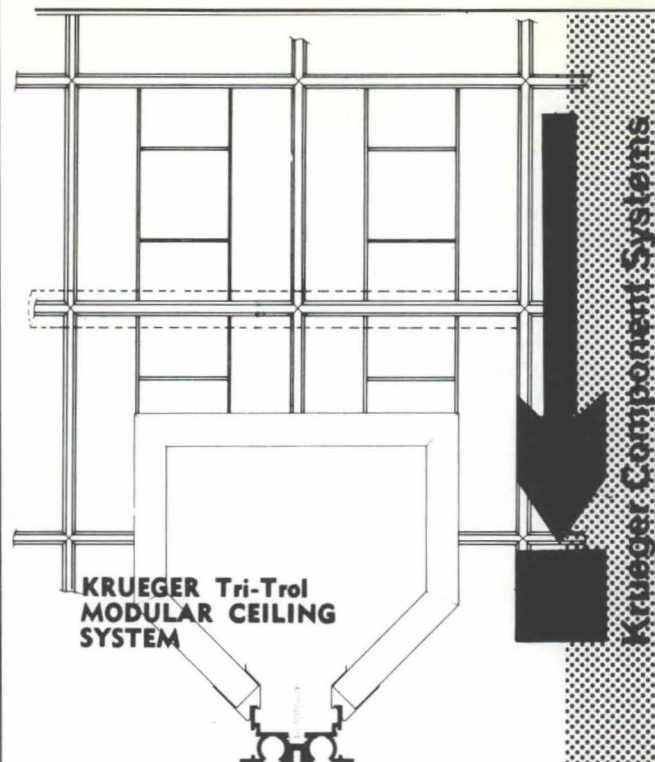 KRUEGER Tri-Trol
MODULAR CEILING
SYSTEM
Krueger Component Systems